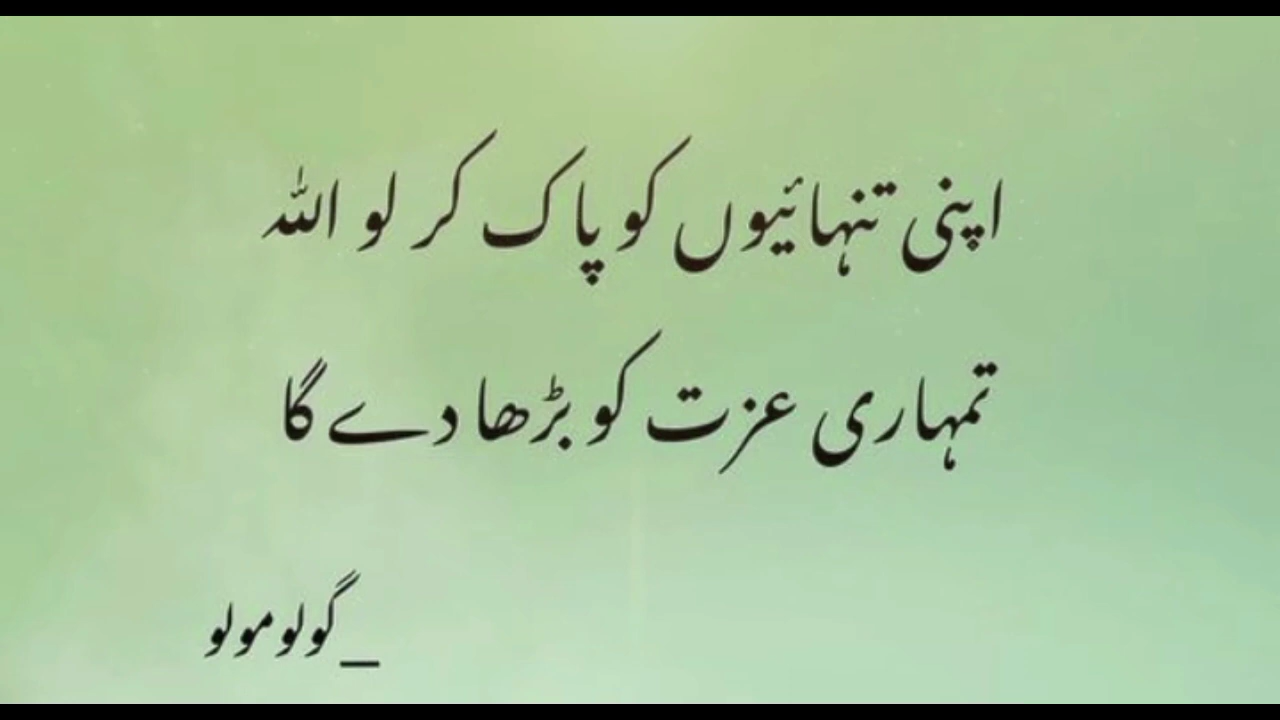 اپنی تنہائیوں کو پاک کر لو اللہ
تمہاری عزت کو بڑھا دے گا
_گولو مولو